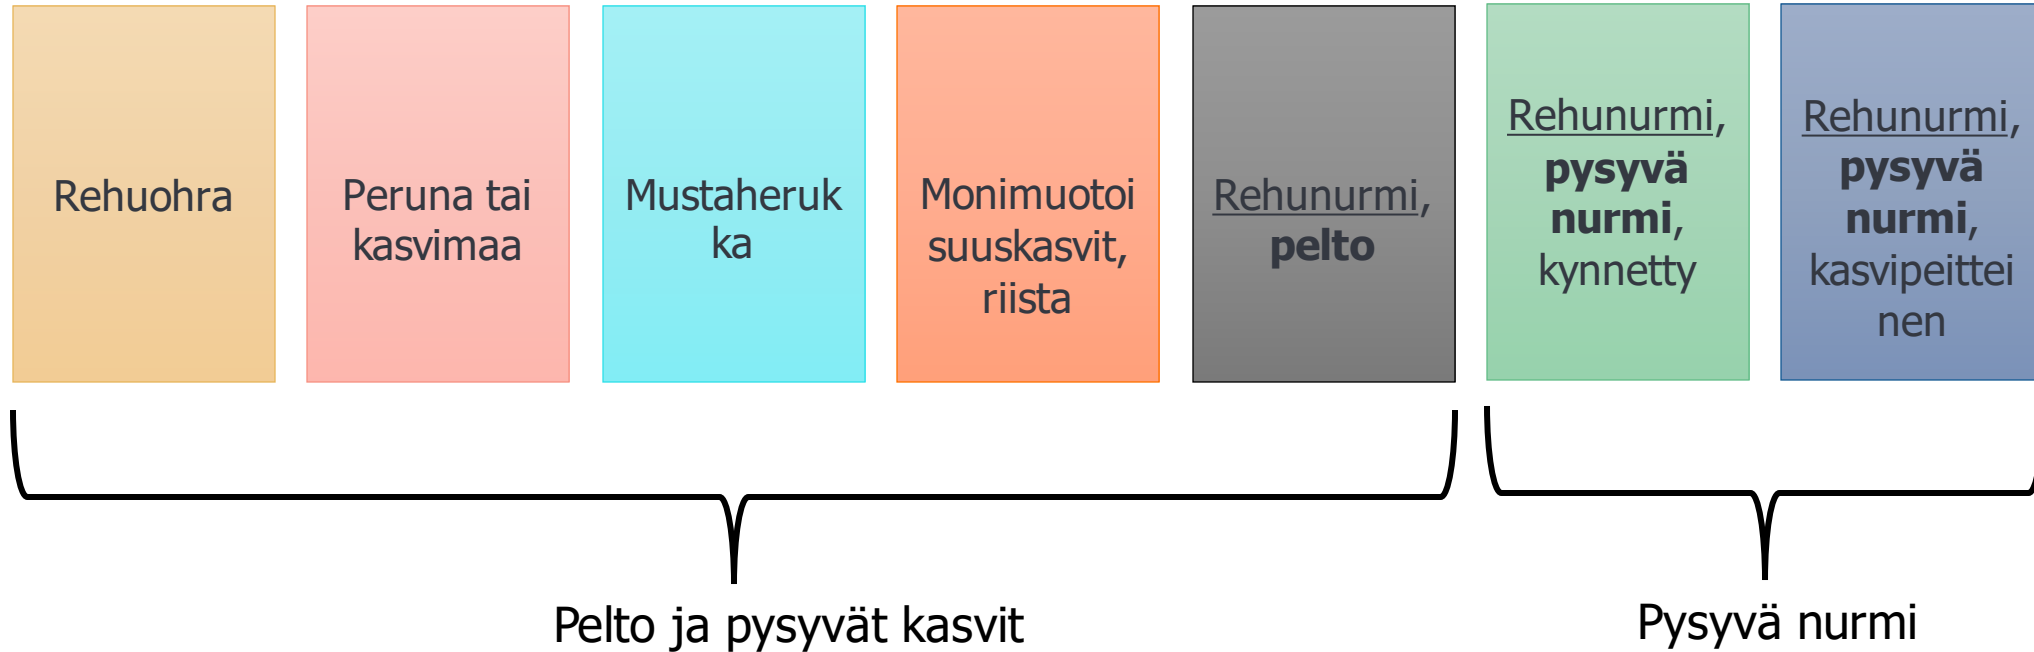 Rehuohra
Peruna tai
kasvimaa
Mustaheruk
ka
Monimuotoi
suuskasvit,
riista
Rehunurmi,
pelto
Rehunurmi,
pysyvä
nurmi,
kynnetty
Rehunurmi,
pysyvä
nurmi,
kasvipeittei
nen
Pelto ja pysyvät kasvit
Pysyvä nurmi